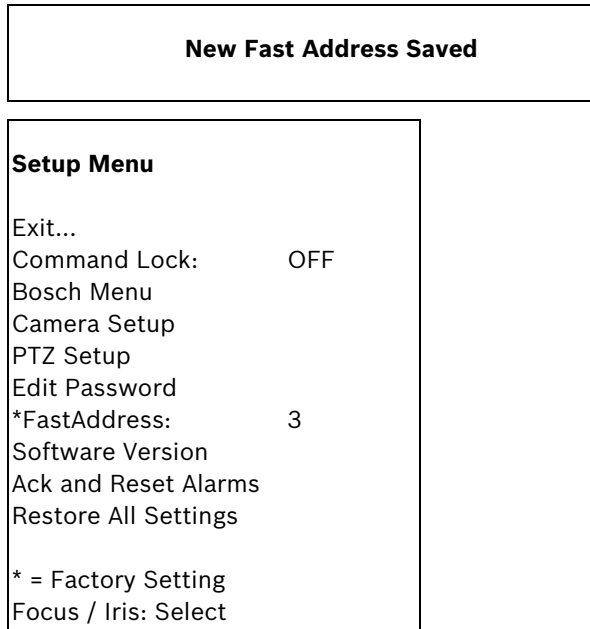 New Fast Address Saved
Setup Menu
Exit...
Command Lock: OFF
Bosch Menu
Camera Setup
PTZ Setup
Edit Password
*FastAddress: 3
Software Version
Ack and Reset Alarms
Restore All Settings
* = Factory Setting
Focus / Iris: Select